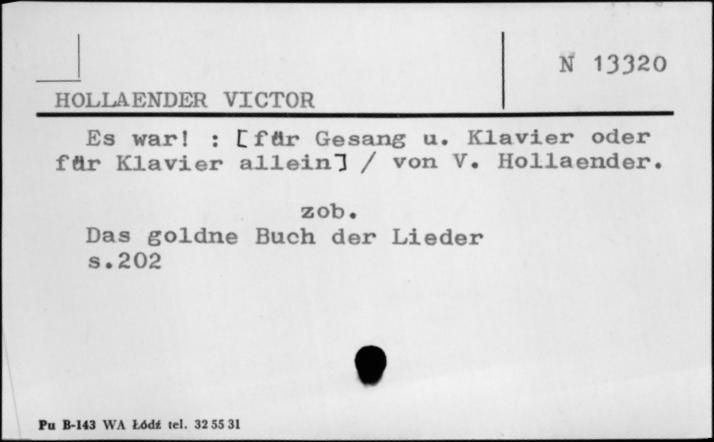 N 13320
HOLLAENDER VICTOR
Es war! : [für Gesang u. Klavier oder
für Klavier allein] / von V. Hollaender.
zob.
Das goldne Buch der Lieder
s.202
Pu B-143 WA Łódź tel. 32 55 31